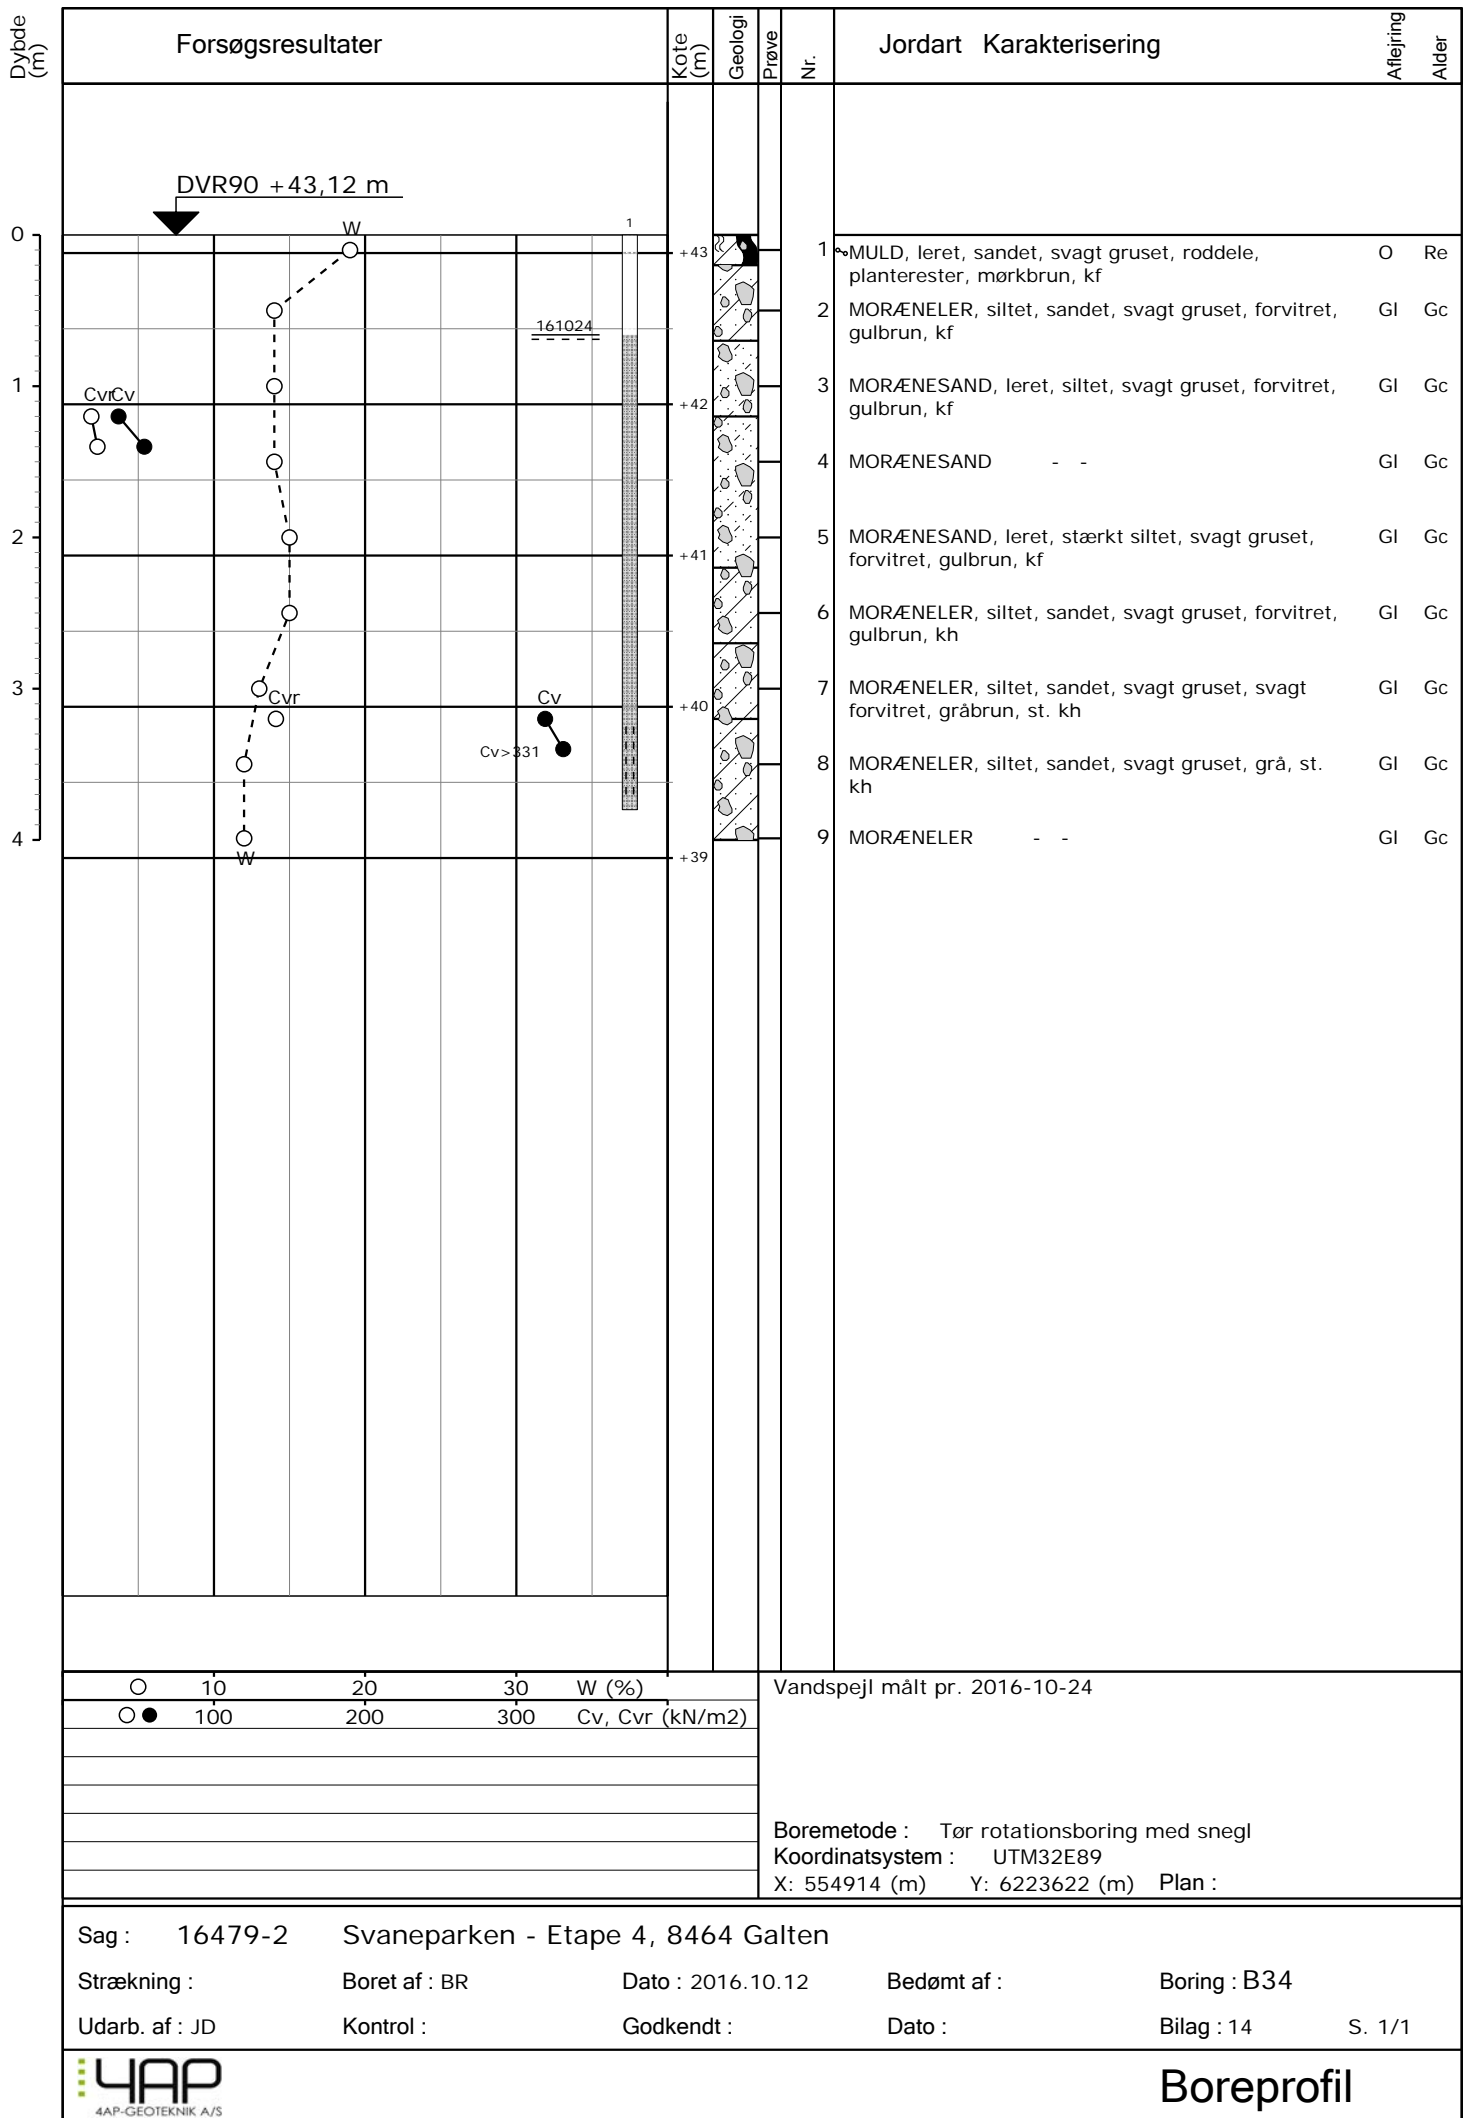 Dybde (m)
Forsøgsresultater
Kote (m)
Geologi
Prøve
Nr.
Jordart Karakterisering
Aflejring
Alder
DVR90 +43,12 m
0
W
1
+43
1 MULD, leret, sandet, svagt gruset, roddele, O Re
planterester, mørkbrun, kf
2 MORÆNELER, siltet, sandet, svagt gruset, forvitret, Gl Gc
gulbrun, kf
161024
1
3 MORÆNESAND, leret, siltet, svagt gruset, forvitret, Gl Gc
gulbrun, kf
Cvr Cv
+42
4 MORÆNESAND - - Gl Gc
2
5 MORÆNESAND, leret, stærkt siltet, svagt gruset, Gl Gc
forvitret, gulbrun, kf
+41
6 MORÆNELER, siltet, sandet, svagt gruset, forvitret, Gl Gc
gulbrun, kh
3
7 MORÆNELER, siltet, sandet, svagt gruset, svagt Gl Gc
forvitret, gråbrun, st. kh
Cvr
Cv
+40
Cv>331
8 MORÆNELER, siltet, sandet, svagt gruset, grå, st. Gl Gc
kh
4
9 MORÆNELER - - Gl Gc
W
+39
10 20 30 W (%)
100 200 300 Cv, Cvr (kN/m2)
Vandspejl målt pr. 2016-10-24
Boremetode : Tør rotationsboring med snegl
Koordinatsystem : UTM32E89
X: 554914 (m) Y: 6223622 (m) Plan :
Sag : 16479-2 Svaneparken - Etape 4, 8464 Galten
Strækning : Boret af : BR Dato : 2016.10.12 Bedømt af : Boring : B34
Udarb. af : JD Kontrol : Godkendt : Dato : Bilag : 14 S. 1/1
4AP
4AP-GEOTEKNIK A/S
Boreprofil